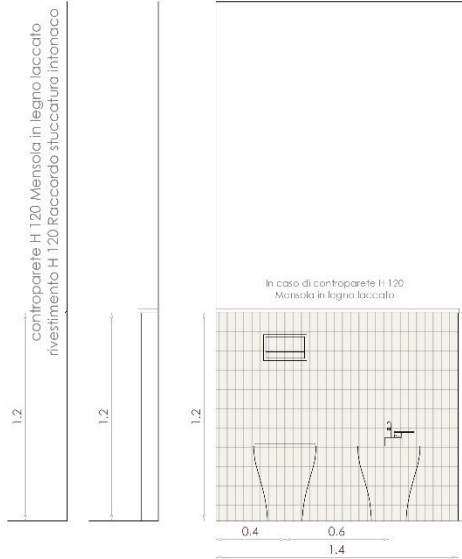 controparete H 120 Mensola in legno laccato
rivestimento H 120 Raccordo stuccatura intonaco
In caso di controparete H 120
Mensola in legno laccato
1.2
1.2
1.2
0.4
0.6
1.4